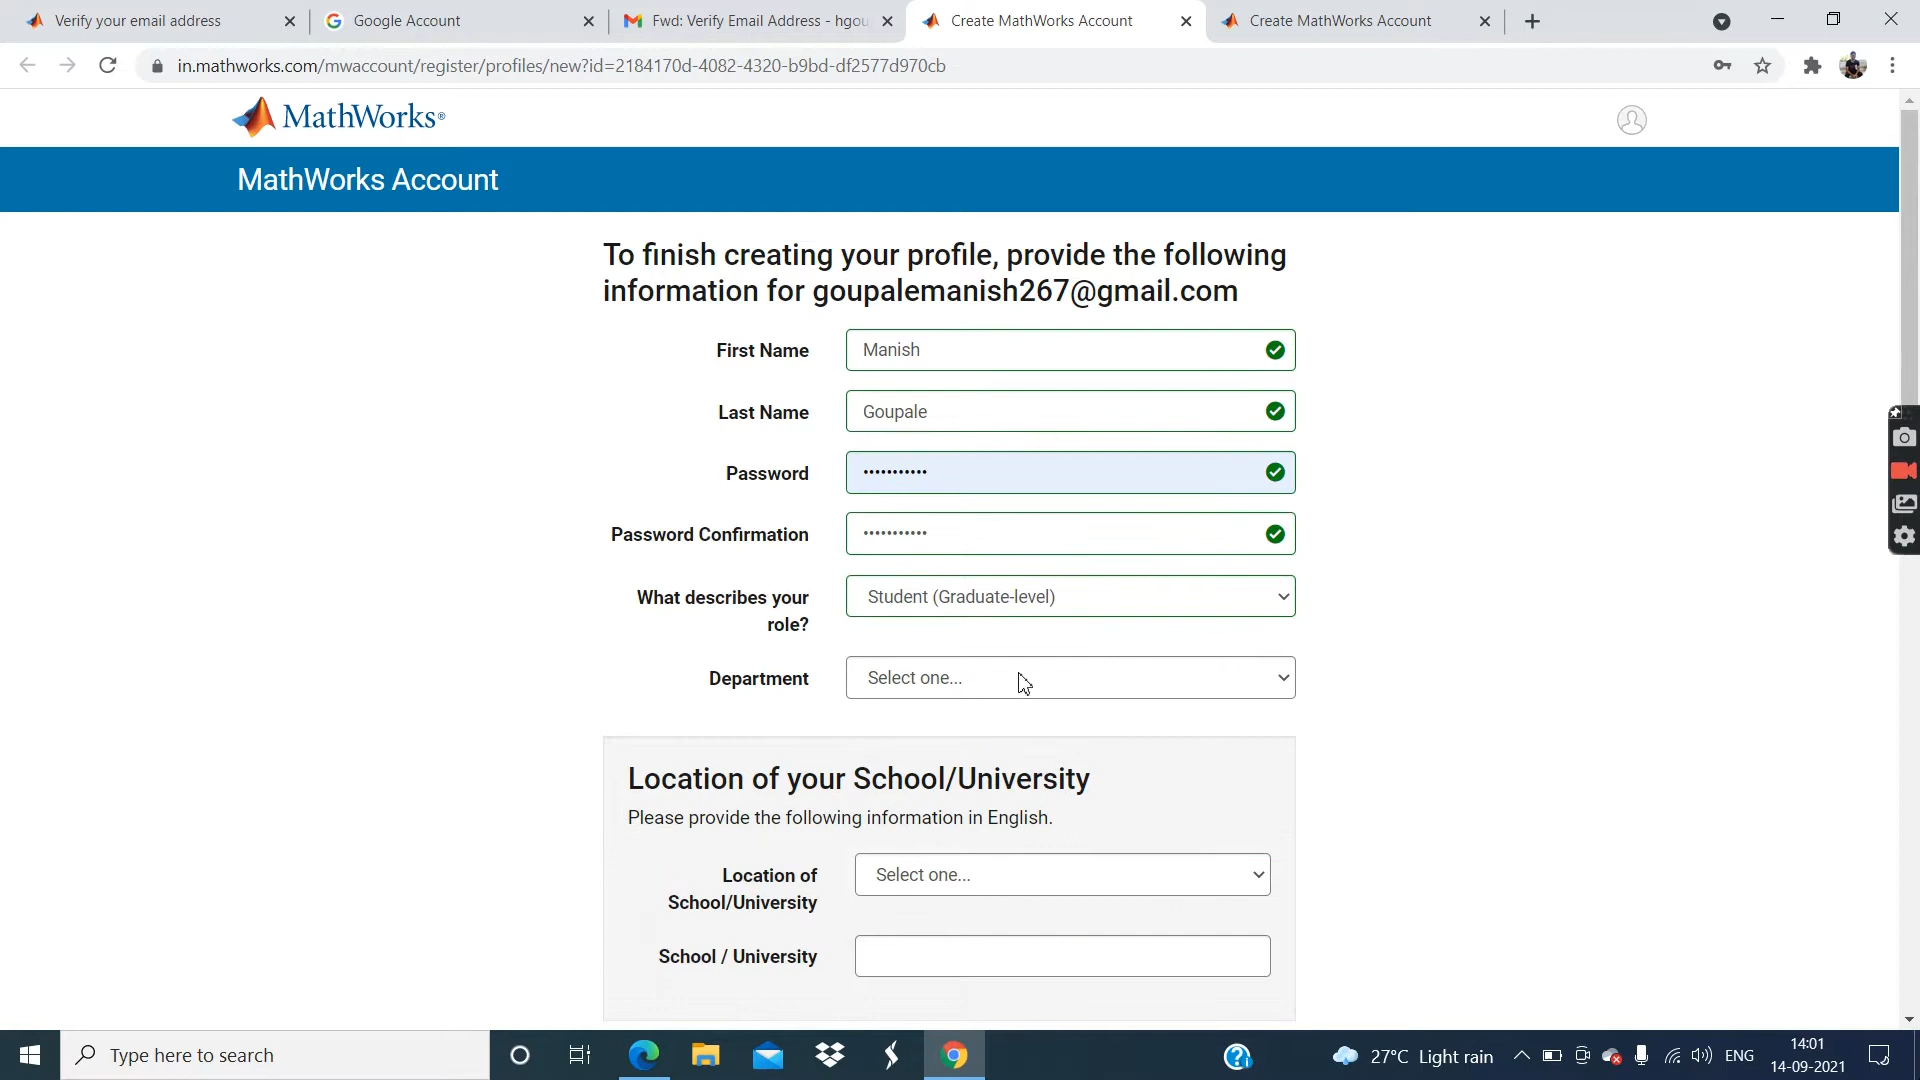 Verify your email address
Google Account
Fwd: Verify Email Address - hgou
Create MathWorks Account
Create MathWorks Account
in.mathworks.com/mwaccount/register/profiles/new?id=2184170d-4082-4320-b9bd-df2577d970cb
MathWorks®
MathWorks Account
To finish creating your profile, provide the following
information for goupalemanish267@gmail.com
First Name
Manish
Last Name
Goupale
Password
•••••••••••
Password Confirmation
•••••••••••
What describes your
role?
Student (Graduate-level)
Department
Select one...
Location of your School/University
Please provide the following information in English.
Location of
School/University
Select one...
School / University
Type here to search
27°C Light rain
ENG
14:01
14-09-2021